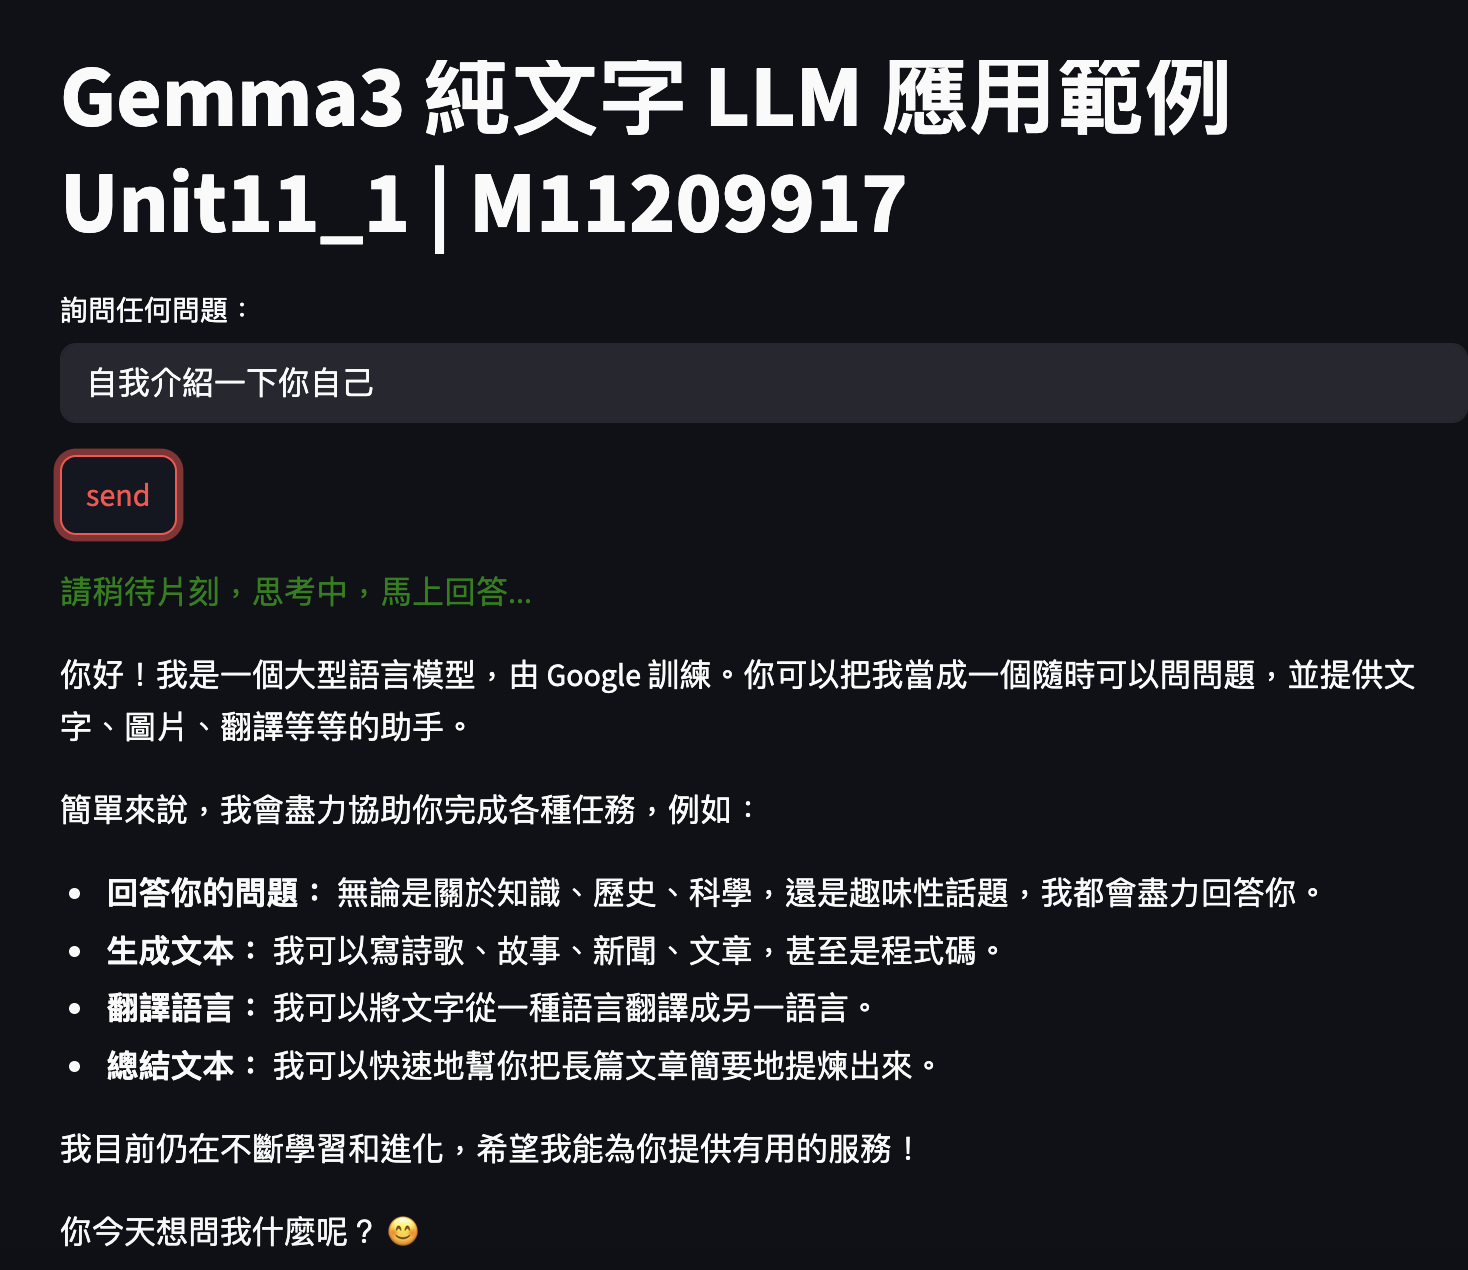 Gemma3 純文字 LLM 應用範例
Unit11_1 | M11209917
詢問任何問題：
自我介紹一下你自己
send
請稍待片刻，思考中，馬上回答...
你好！我是一個大型語言模型，由 Google 訓練。你可以把我當成一個隨時可以問問題，並提供文
字、圖片、翻譯等等的助手。
簡單來說，我會盡力協助你完成各種任務，例如：
• 回答你的問題： 無論是關於知識、歷史、科學，還是趣味性話題，我都會盡力回答你。
• 生成文本： 我可以寫詩歌、故事、新聞、文章，甚至是程式碼。
• 翻譯語言： 我可以將文字從一種語言翻譯成另一語言。
• 總結文本： 我可以快速地幫你把長篇文章簡要地提煉出來。
我目前仍在不斷學習和進化，希望我能為你提供有用的服務！
你今天想問我什麼呢？ 😊